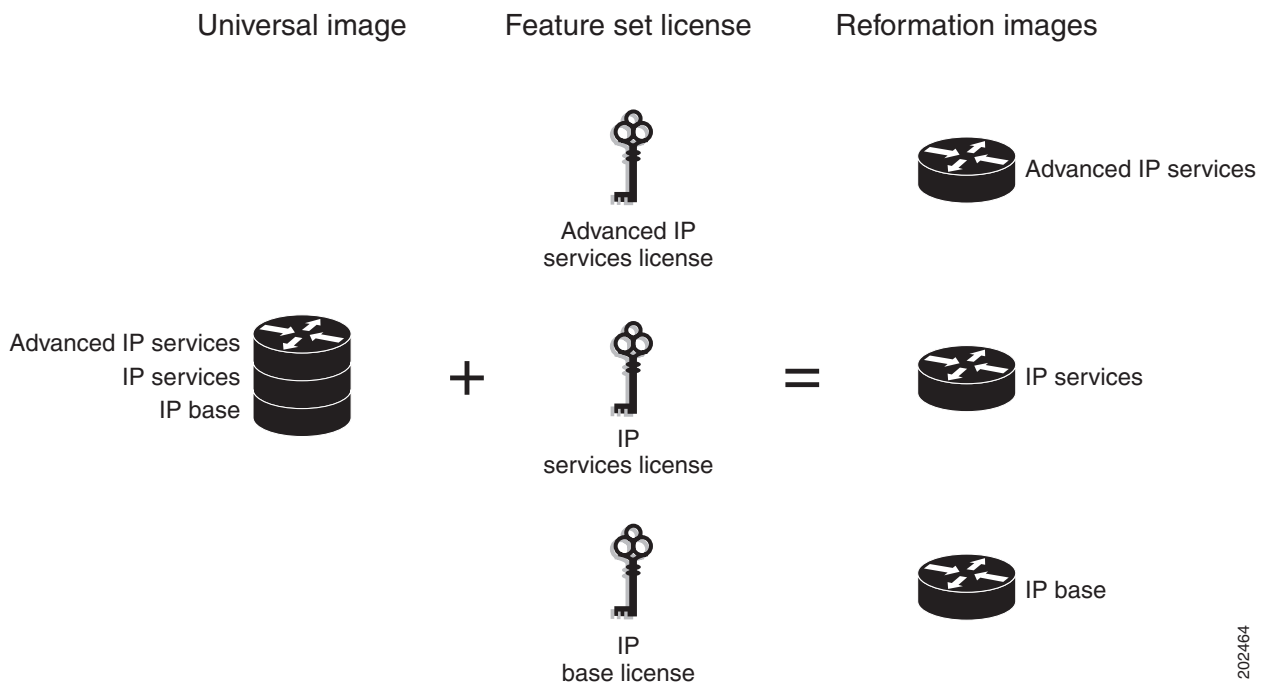 Universal image
Feature set license
Reformation images
Advanced IP
services license
Advanced IP services
Advanced IP services
IP services
IP base
+
IP
services license
=
IP services
IP
base license
IP base
202464